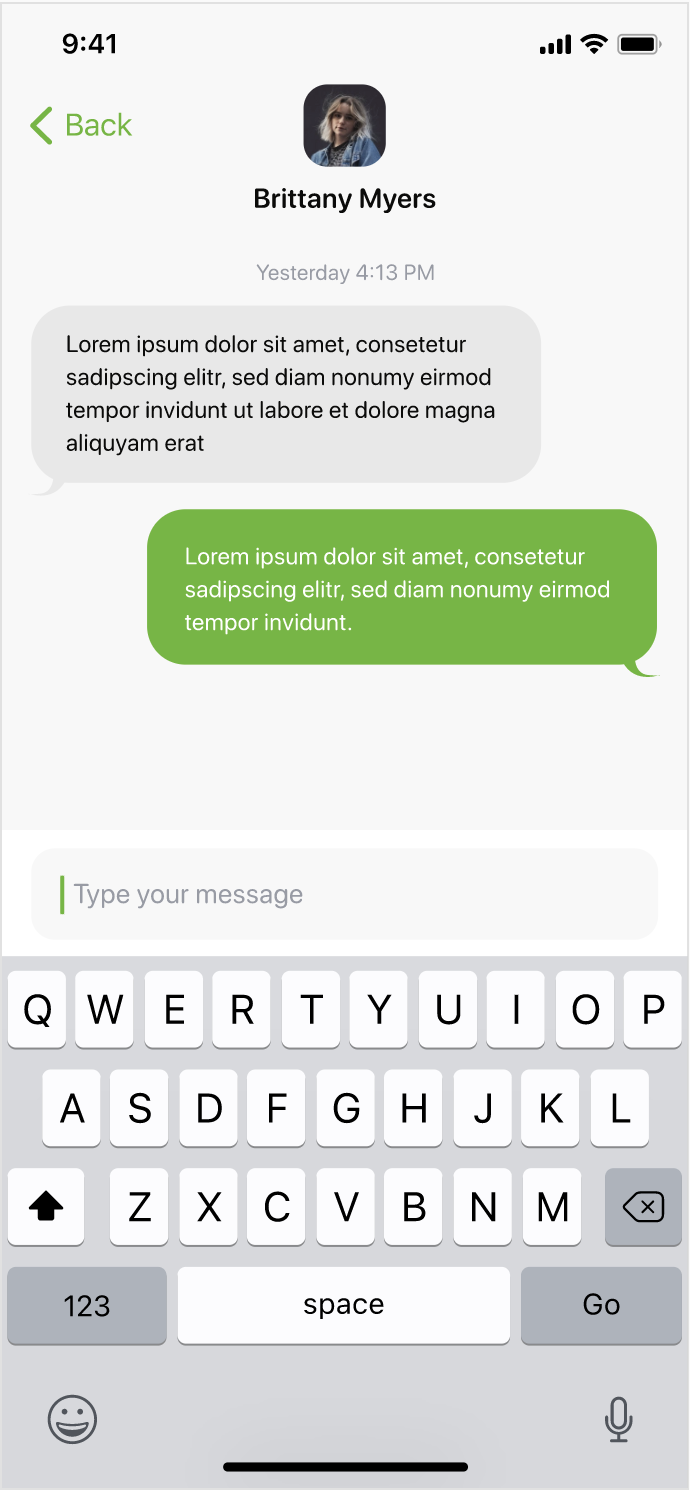 9:41
Back
Brittany Myers
Yesterday 4:13 PM
Lorem ipsum dolor sit amet, consetetur
sadipscing elitr, sed diam nonumy eirmod
tempor invidunt ut labore et dolore magna
aliquyam erat
Lorem ipsum dolor sit amet, consetetur
sadipscing elitr, sed diam nonumy eirmod
tempor invidunt.
Type your message
Q W E R T Y U I O P
A S D F G H J K L
Z X C V B N M
123 space Go